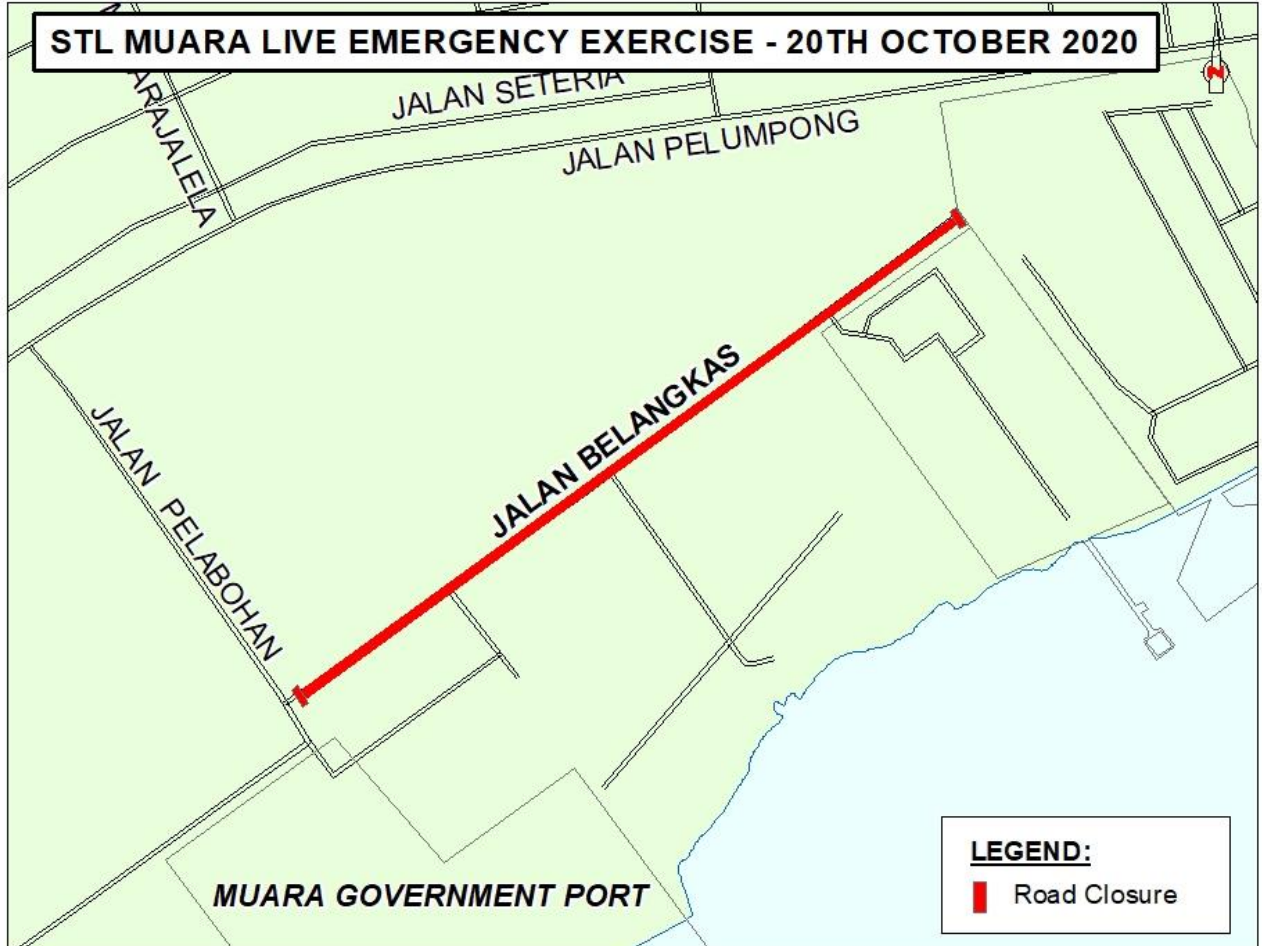 STL MUARA LIVE EMERGENCY EXERCISE - 20TH OCTOBER 2020
JALAN SETERIA
ARAJALELA
JALAN PELUMPONG
JALAN BELANGKAS
JALAN PELABOHAN
MUARA GOVERNMENT PORT
LEGEND:
Road Closure